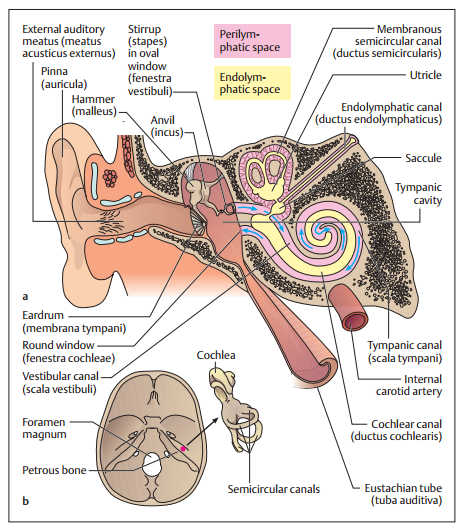 External auditory
meatus (meatus
acusticus externus)
Pinna
(auricula)
Hammer
(malleus)
Stirrup
(stapes)
in oval
window
(fenestra
vestibuli)
Anvil
(incus)
Perilym-
phatic space
Endolym-
phatic space
Membranous
semicircular canal
(ductus semicircularis)
Utricle
Endolymphatic canal
(ductus endolymphaticus)
Saccule
Tympanic
cavity
a
Eardrum
(membrana tympani)
Round window
(fenestra cochleae)
Vestibular canal
(scala vestibuli)
Cochlea
Foramen
magnum
Petrous bone
b
Semicircular canals
Tympanic canal
(scala tympani)
Internal
carotid artery
Cochlear canal
(ductus cochlearis)
Eustachian tube
(tuba auditiva)